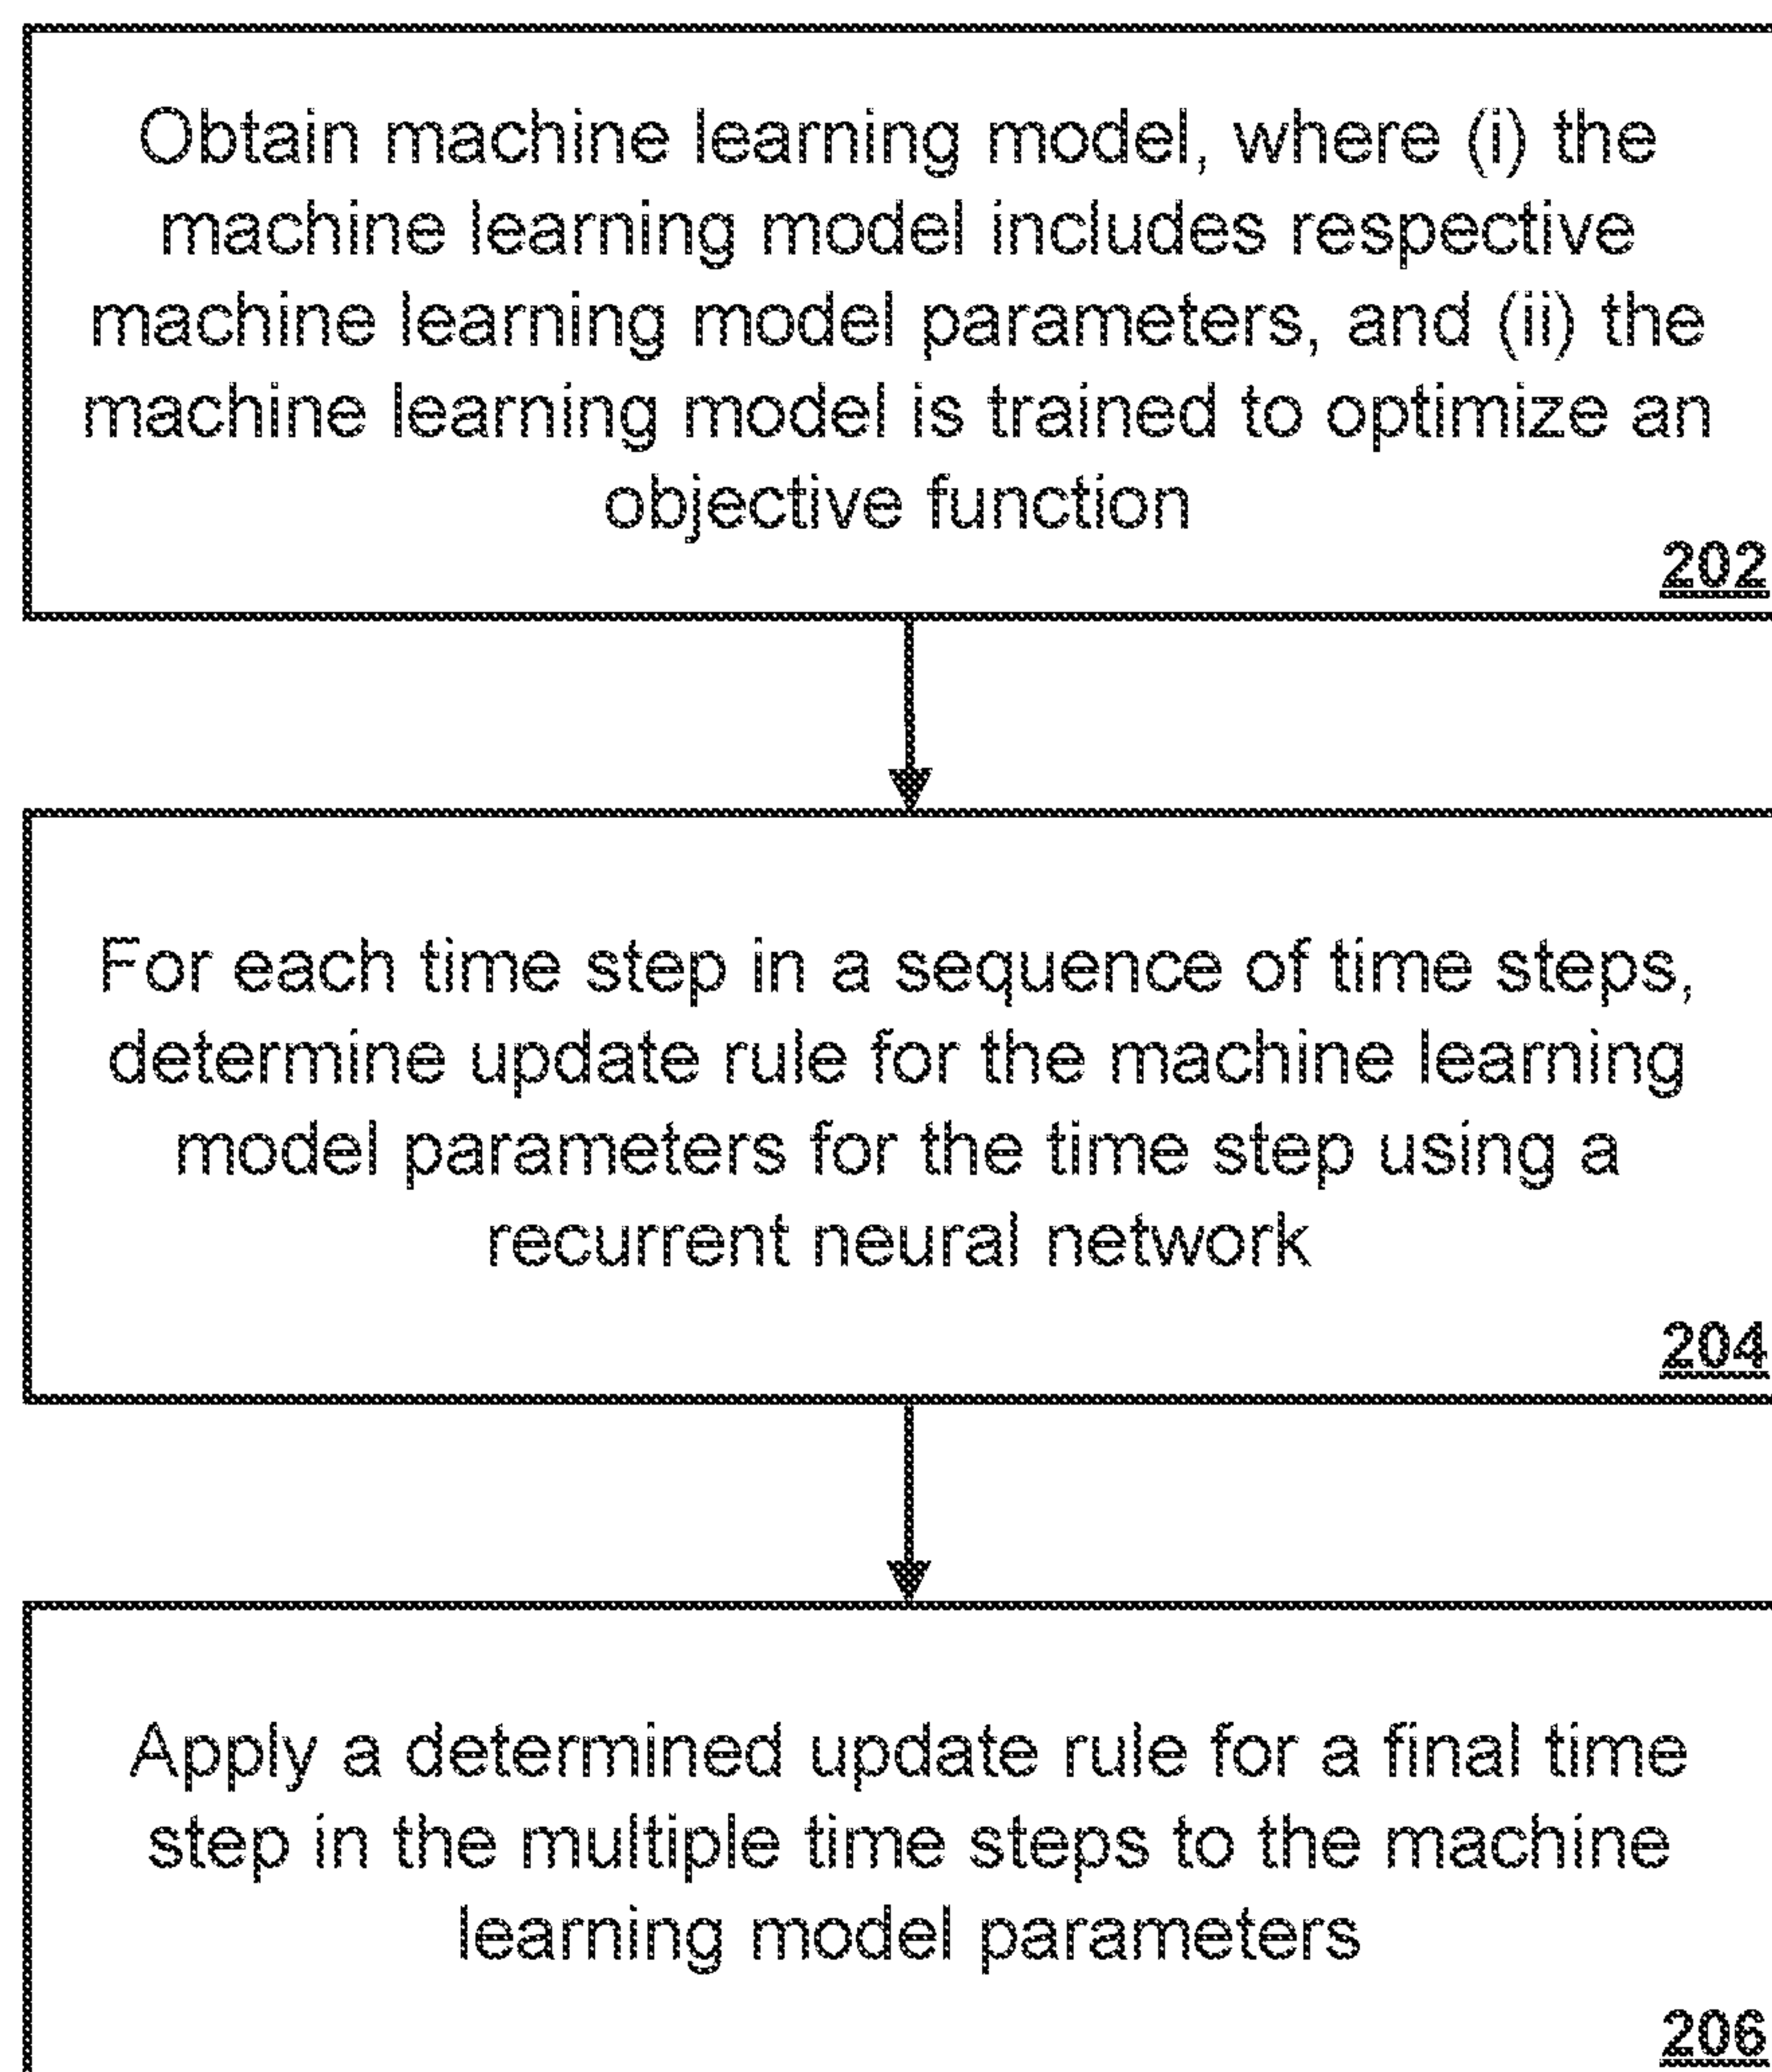 Obtain machine learning model, where (i) the
machine learning model includes respective
machine learning model parameters, and (ii) the
machine learning model is trained to optimize an
objective function
202
For each time step in a sequence of time steps,
determine update rule for the machine learning
model parameters for the time step using a
recurrent neural network
204
Apply a determined update rule for a final time
step in the multiple time steps to the machine
learning model parameters
206